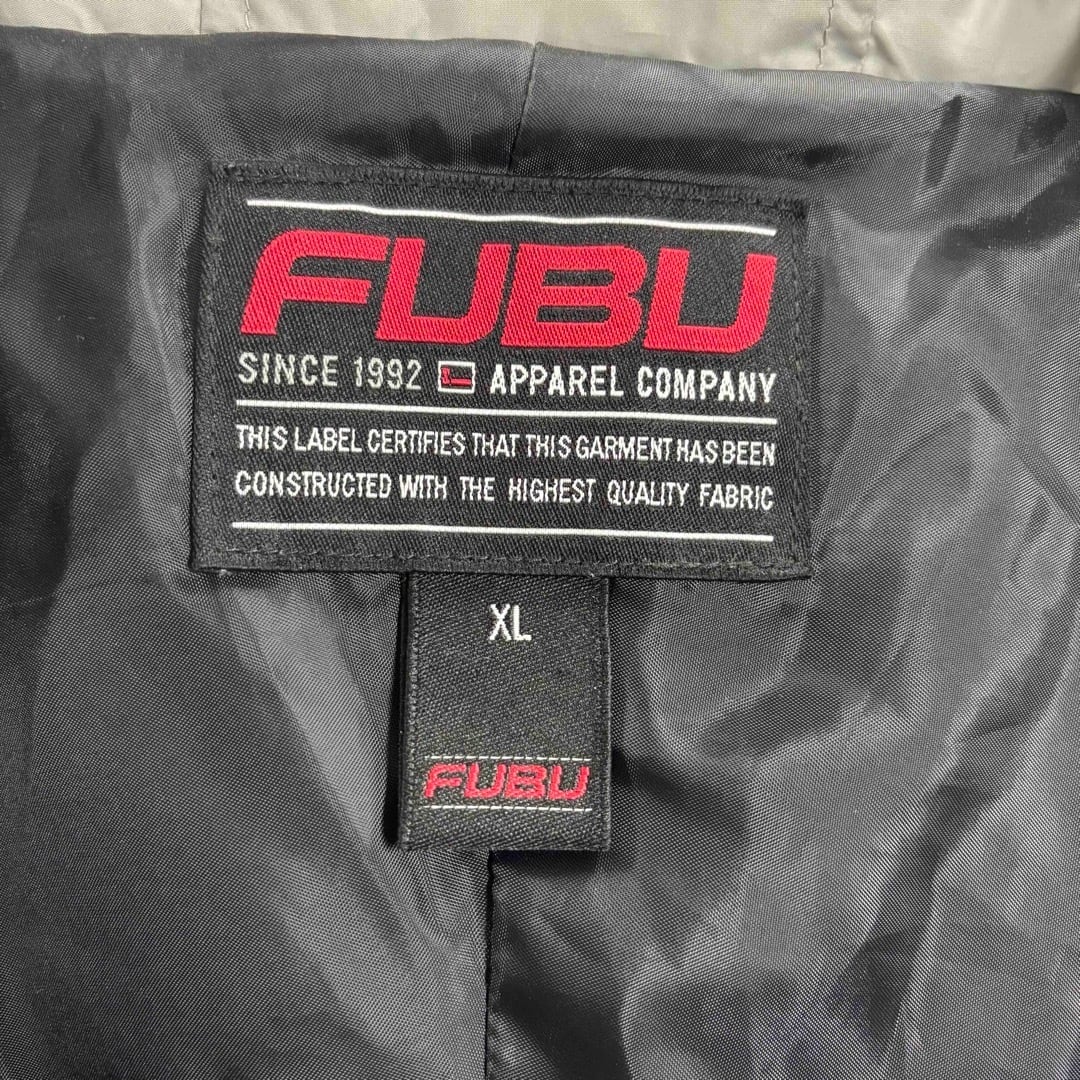 FUBU
SINCE 1992 APPAREL COMPANY
THIS LABEL CERTIFIES THAT THIS GARMENT HAS BEEN
CONSTRUCTED WITH THE HIGHEST QUALITY FABRIC
XL
FUBU